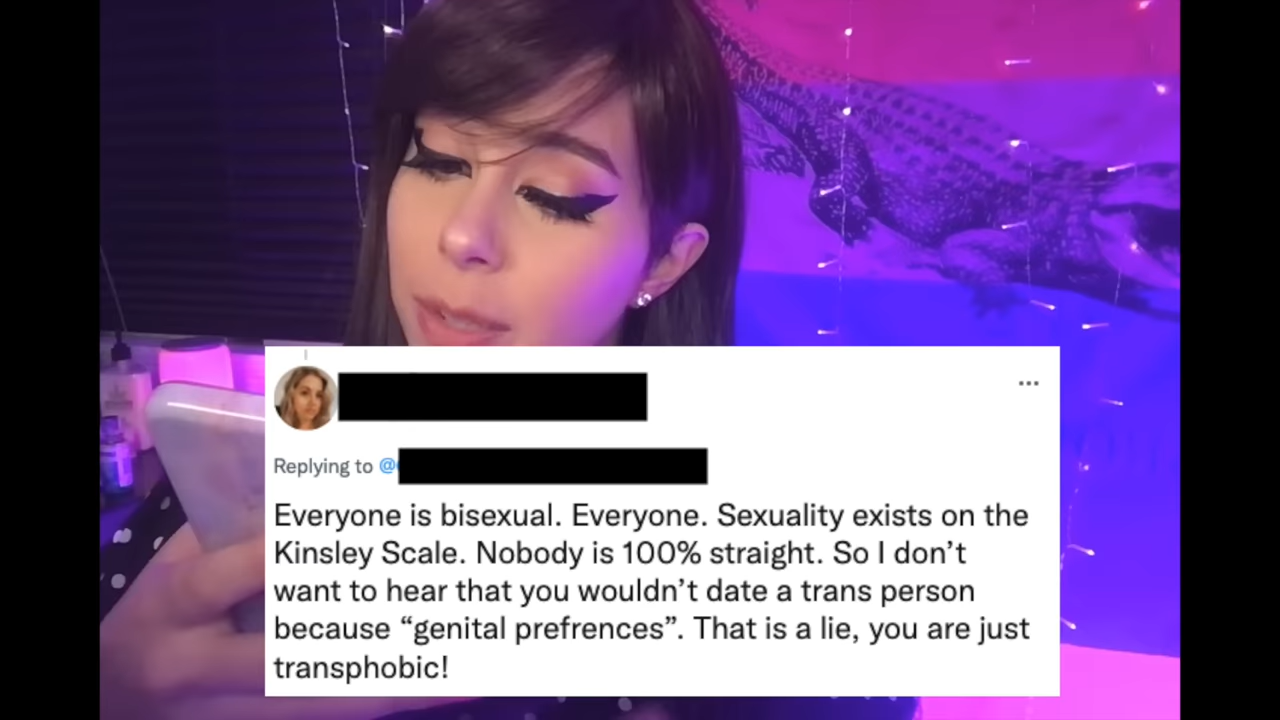 Replying to @
Everyone is bisexual. Everyone. Sexuality exists on the
Kinsley Scale. Nobody is 100% straight. So I don’t
want to hear that you wouldn’t date a trans person
because “genital prefrences”. That is a lie, you are just
transphobic!